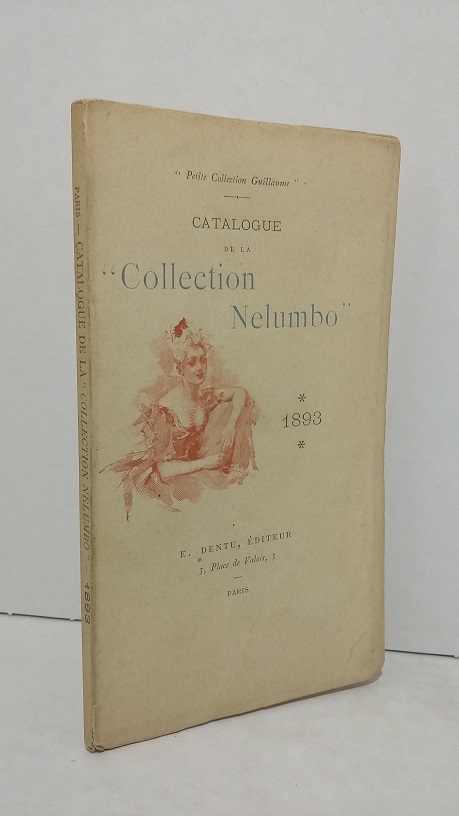 " Petite Collection Guillaume "
CATALOGUE
DE LA
"Collection
Nelumbo"
*
1893
*
E. DENTU, ÉDITEUR
3, Place de Valois, 3
PARIS
PARIS — CATALOGUE DE LA " COLLECTION NELUMBO " — 1893